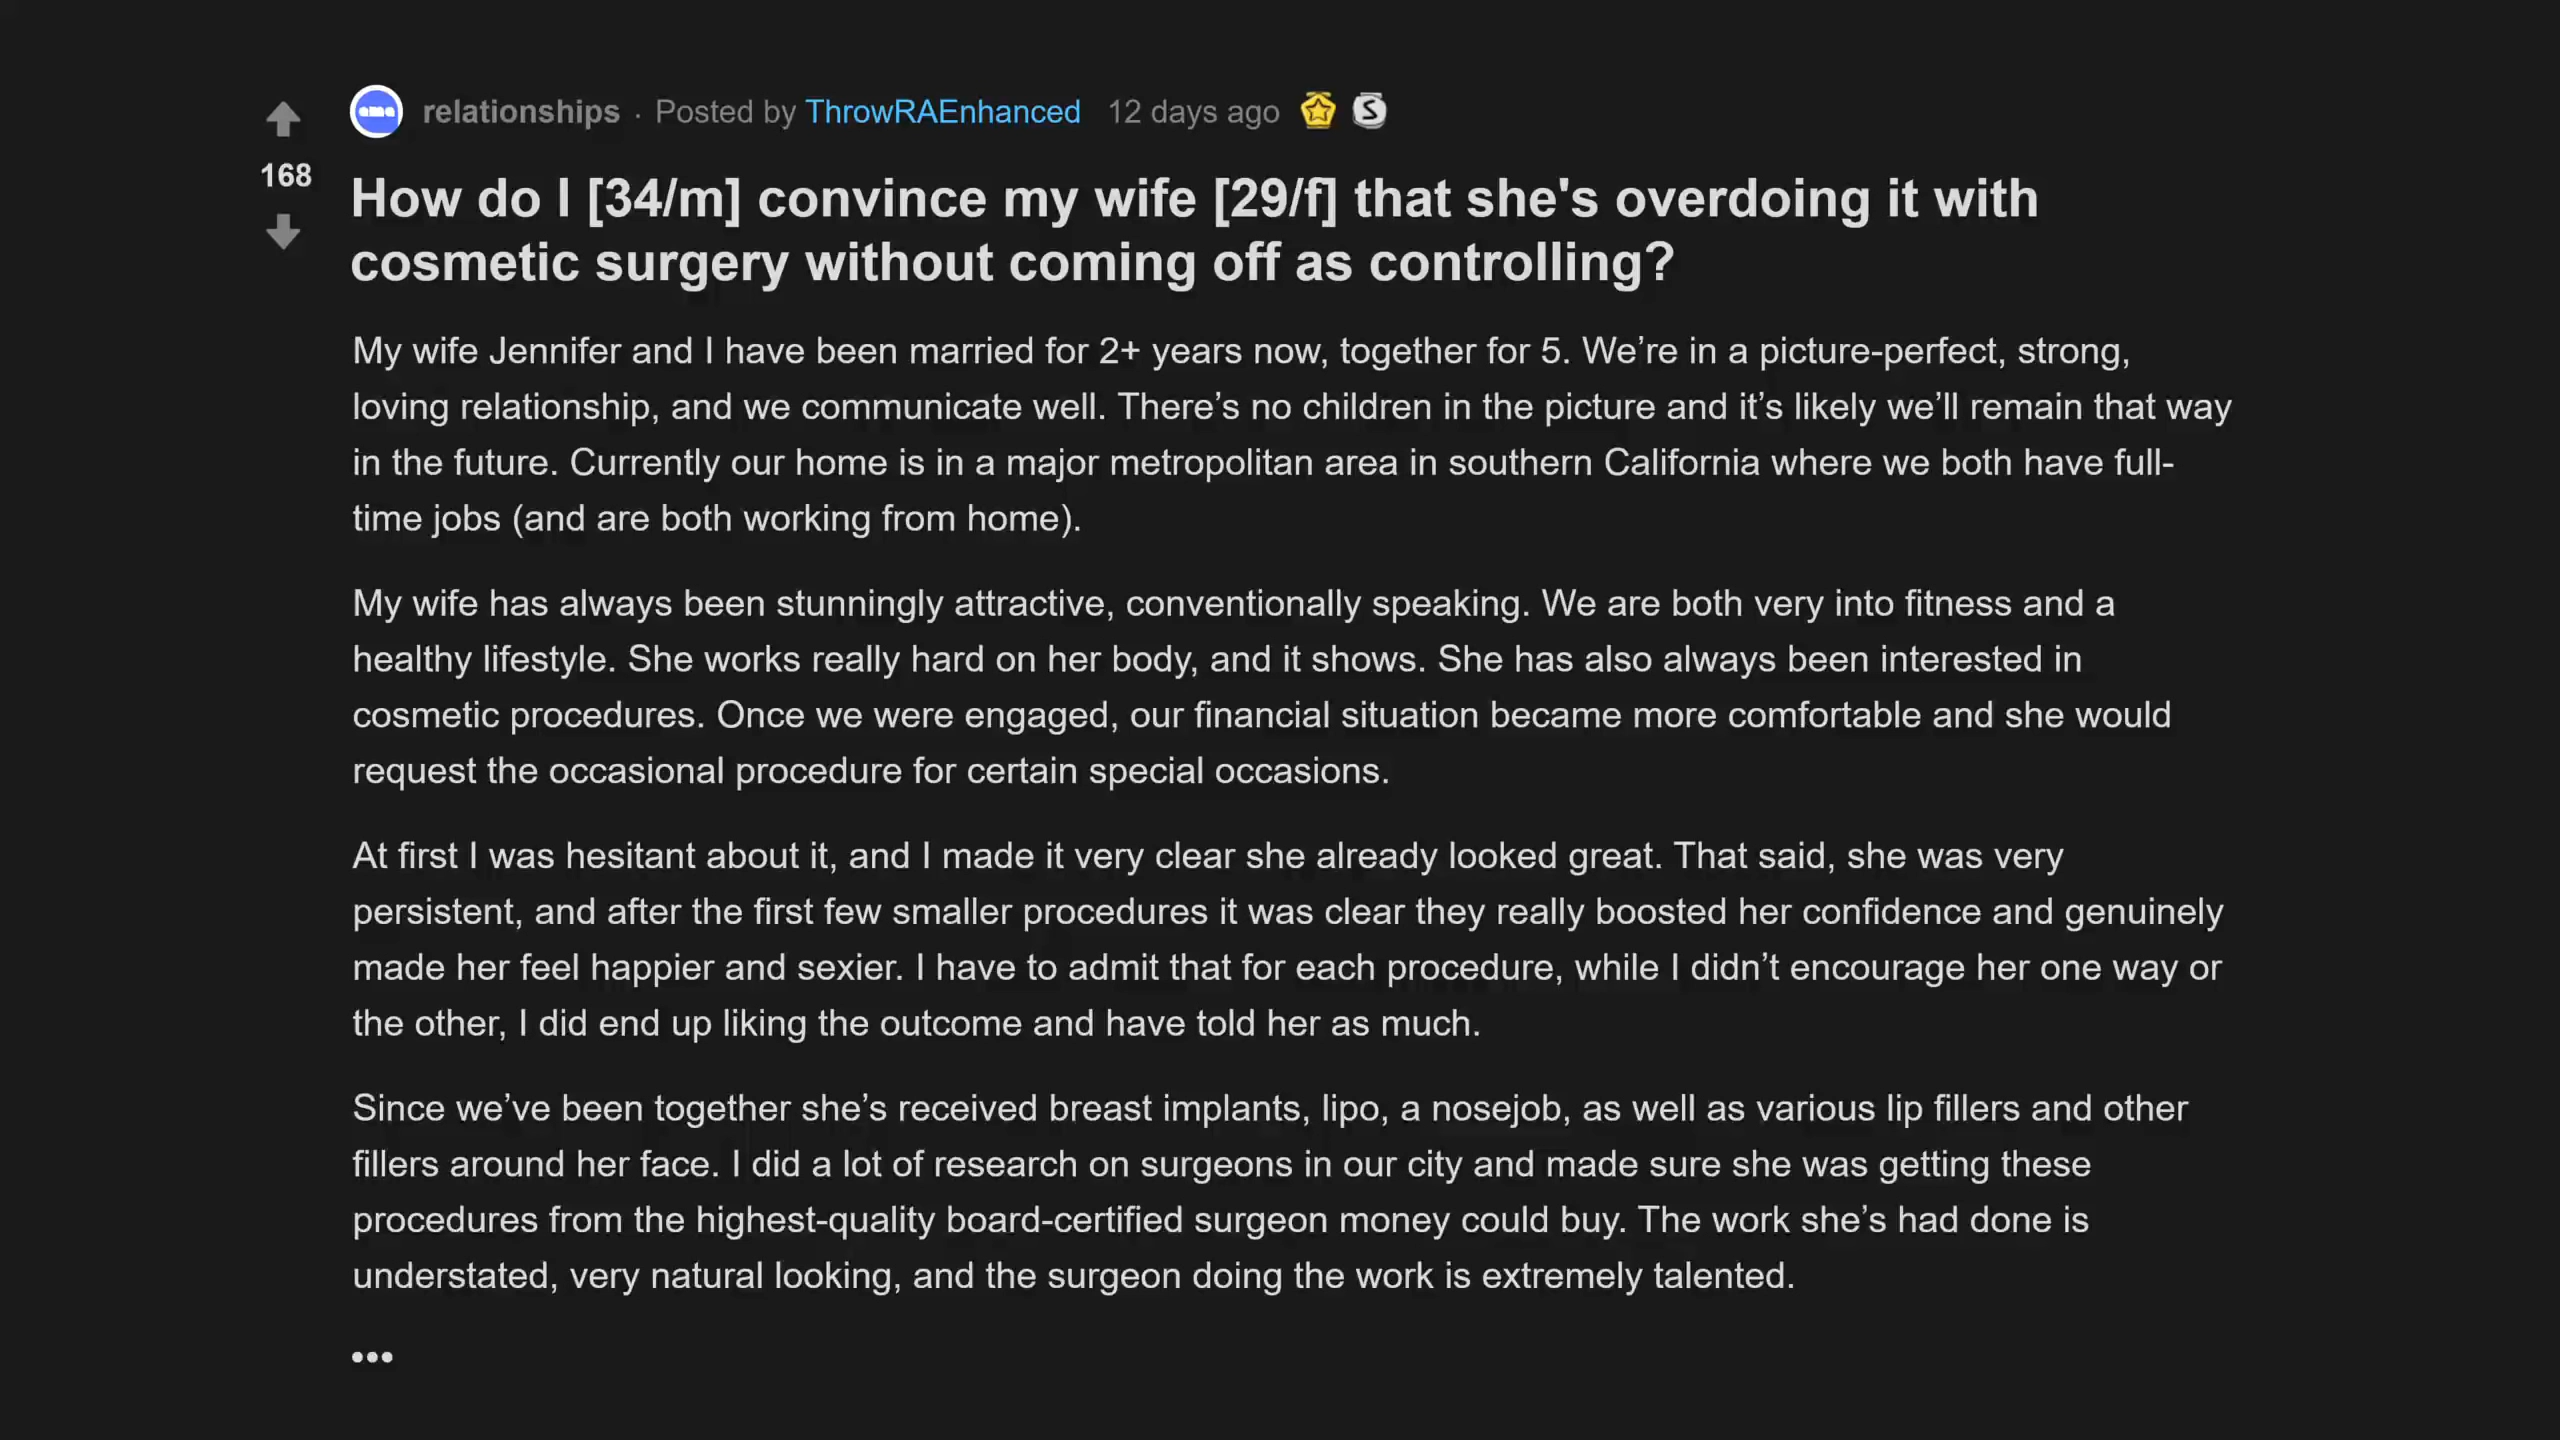 relationships · Posted by ThrowRAEnhanced 12 days ago
168
How do I [34/m] convince my wife [29/f] that she's overdoing it with
cosmetic surgery without coming off as controlling?
My wife Jennifer and I have been married for 2+ years now, together for 5. We’re in a picture-perfect, strong,
loving relationship, and we communicate well. There’s no children in the picture and it’s likely we’ll remain that way
in the future. Currently our home is in a major metropolitan area in southern California where we both have full-
time jobs (and are both working from home).
My wife has always been stunningly attractive, conventionally speaking. We are both very into fitness and a
healthy lifestyle. She works really hard on her body, and it shows. She has also always been interested in
cosmetic procedures. Once we were engaged, our financial situation became more comfortable and she would
request the occasional procedure for certain special occasions.
At first I was hesitant about it, and I made it very clear she already looked great. That said, she was very
persistent, and after the first few smaller procedures it was clear they really boosted her confidence and genuinely
made her feel happier and sexier. I have to admit that for each procedure, while I didn’t encourage her one way or
the other, I did end up liking the outcome and have told her as much.
Since we’ve been together she’s received breast implants, lipo, a nosejob, as well as various lip fillers and other
fillers around her face. I did a lot of research on surgeons in our city and made sure she was getting these
procedures from the highest-quality board-certified surgeon money could buy. The work she’s had done is
understated, very natural looking, and the surgeon doing the work is extremely talented.
•••